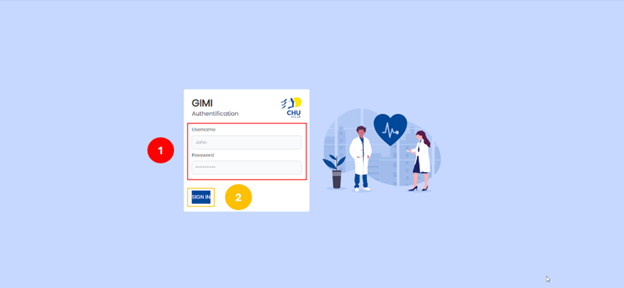 GIMI
Authentification
CHU
Username
John
1
Password
••••••••••
SIGN IN
2